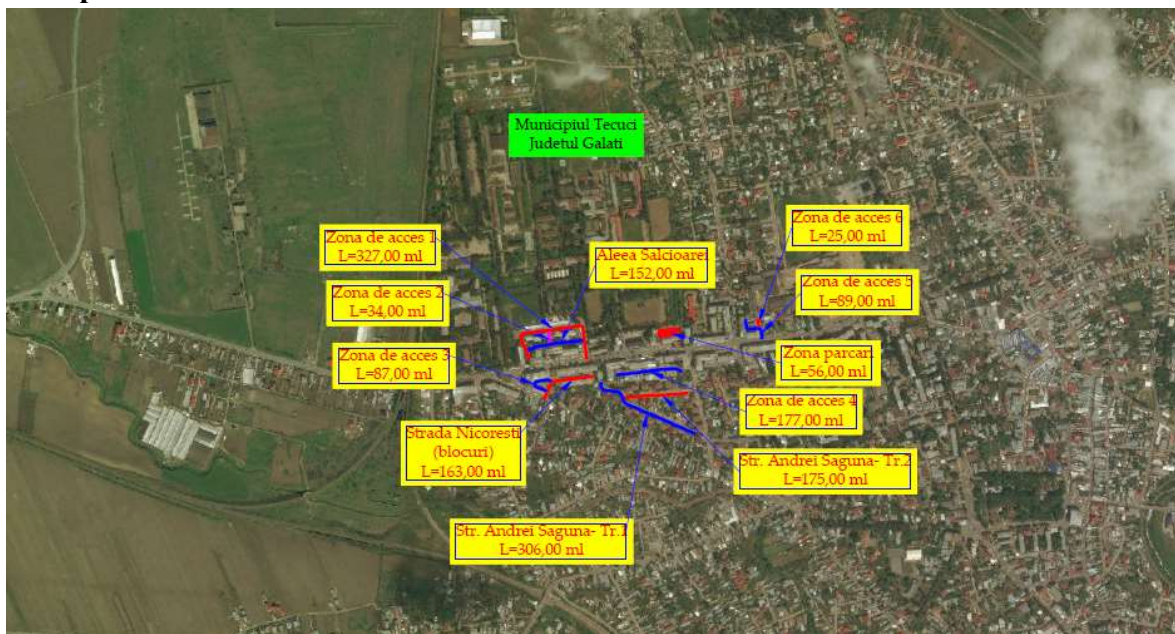 Municipiul Tecuci
Judetul Galati
Zona de acces 1
L=327,00 ml
Aleea Salcioarei
L=152,00 ml
Zona de acces 6
L=25,00 ml
Zona de acces 2
L=34,00 ml
Zona de acces 5
L=89,00 ml
Zona de acces 3
L=87,00 ml
Zona parcari
L=56,00 ml
Zona de acces 4
L=177,00 ml
Strada Nicoresti
(blocuri)
L=163,00 ml
Str. Andrei Saguna- Tr.2
L=175,00 ml
Str. Andrei Saguna- Tr.1
L=306,00 ml